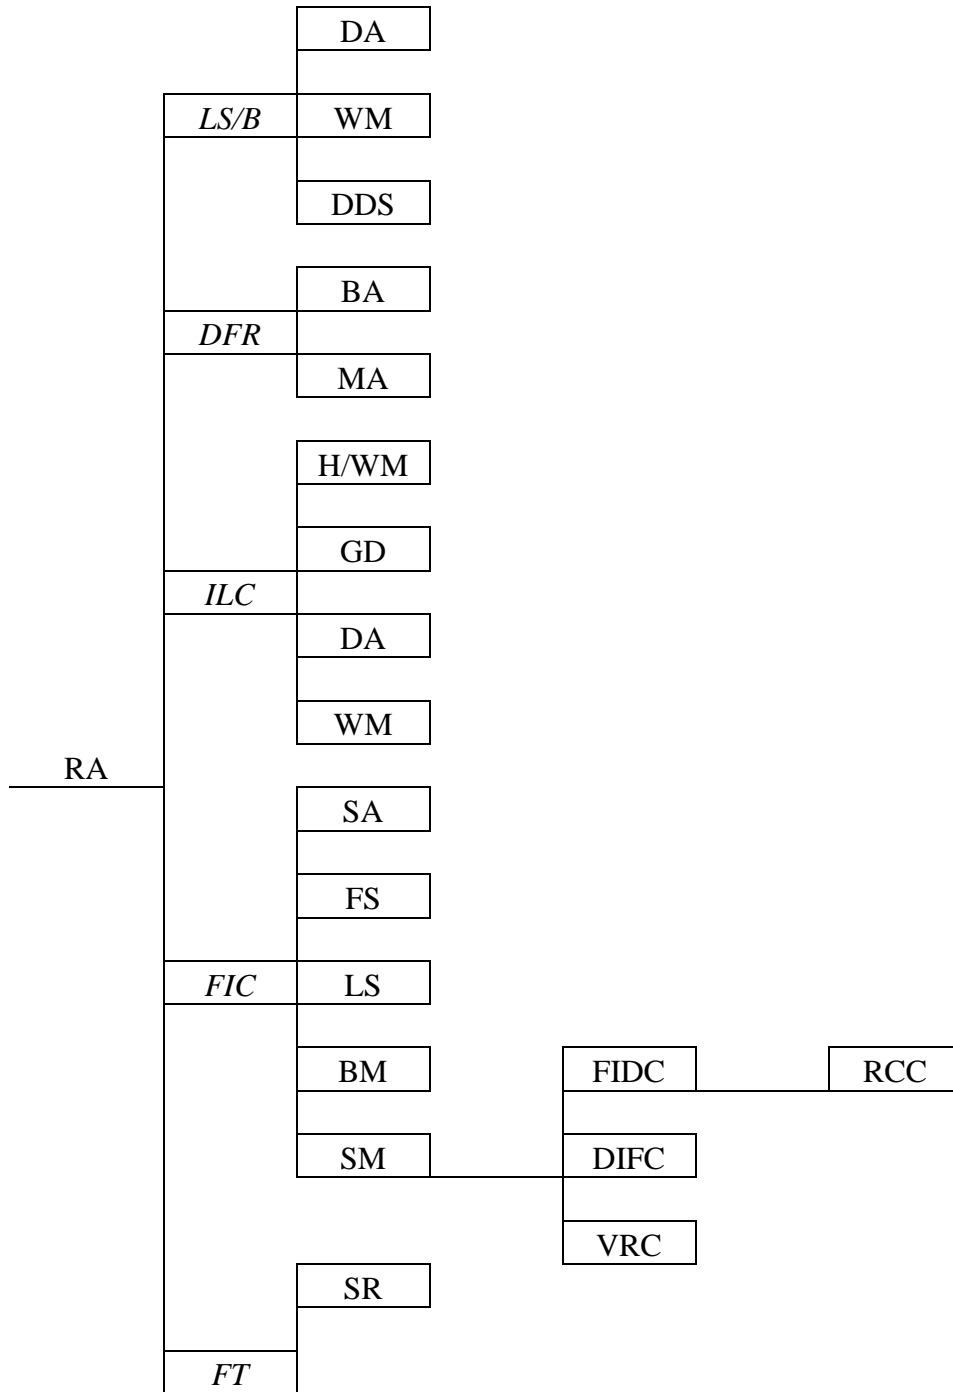 DA
LS/B WM
DDS
BA
DFR
MA
H/WM
GD
ILC
DA
WM
RA
SA
FS
FIC LS
BM FIDC RCC
SM DIFC
VRC
SR
FT